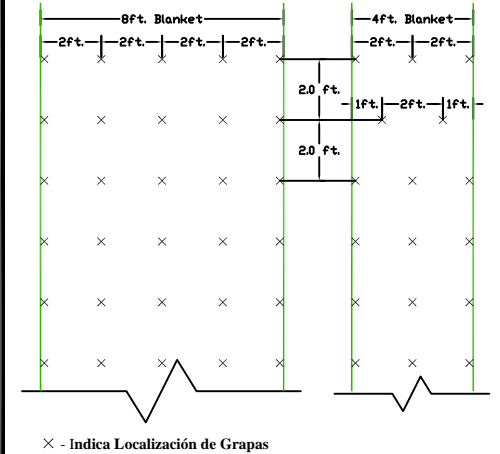 8ft. Blanket
4ft. Blanket
2ft. 2ft. 2ft. 2ft.
2ft. 2ft.
2.0 ft.
1ft. 2ft. 1ft.
2.0 ft.
× - Indica Localización de Grapas